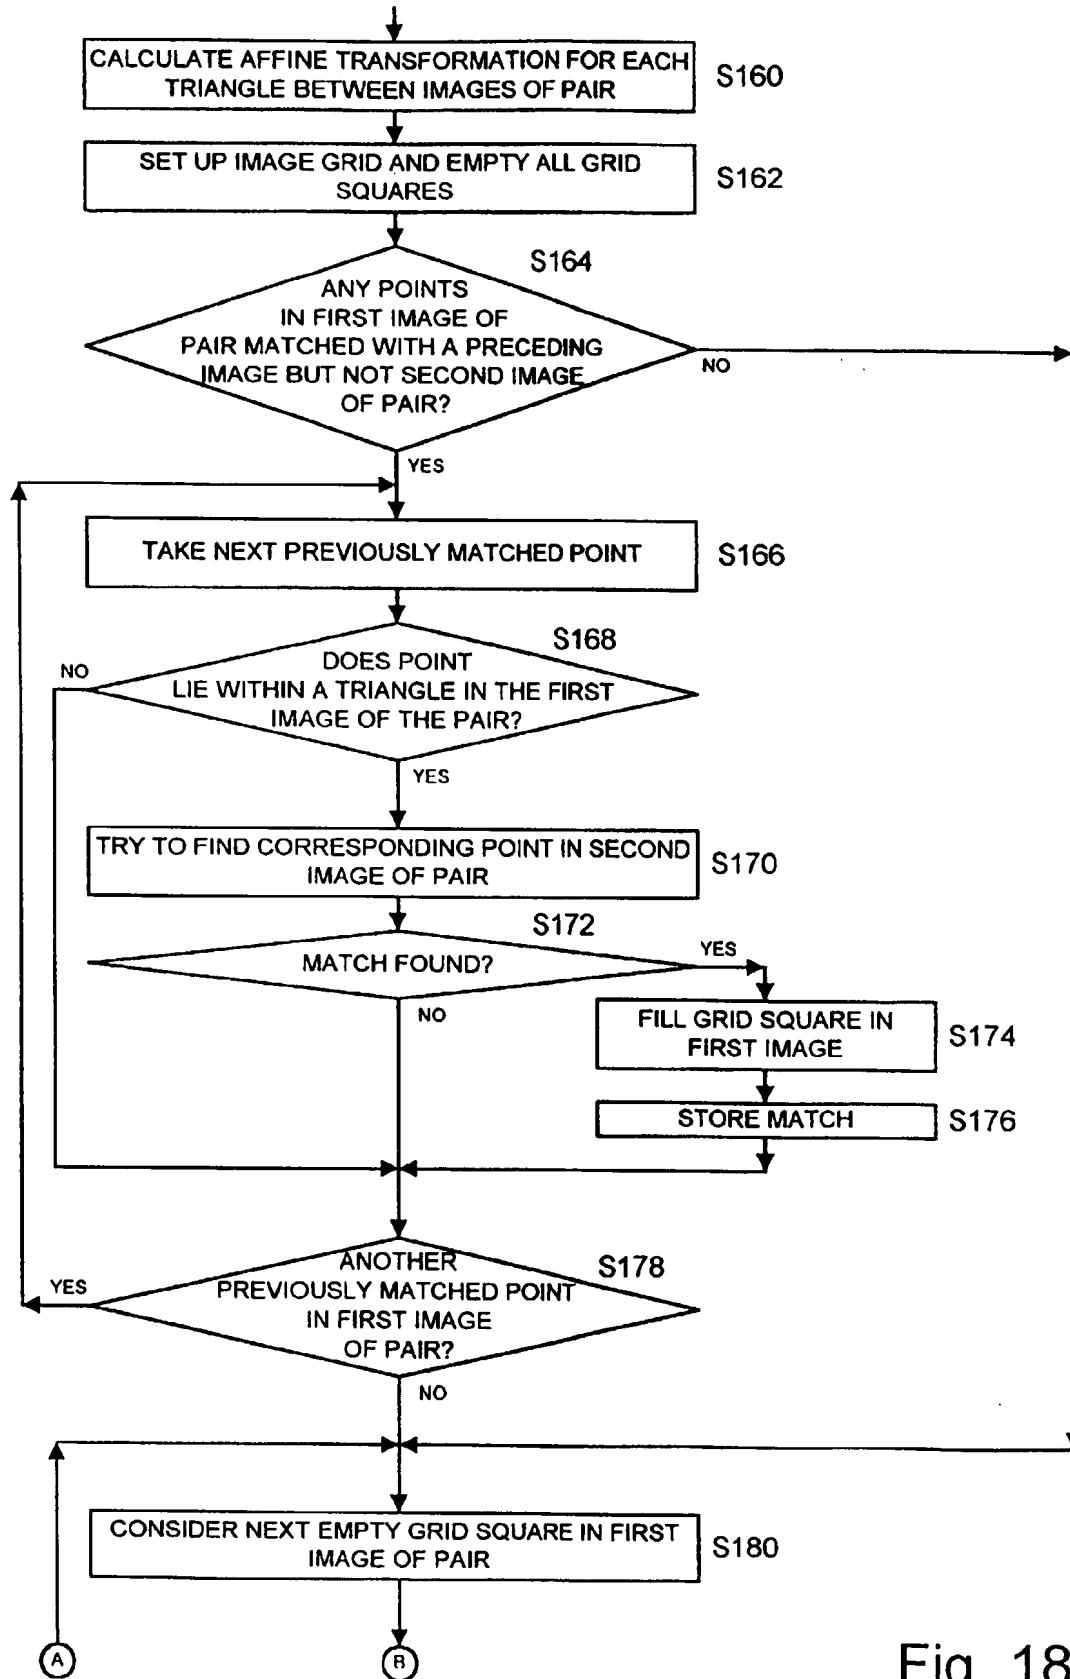 CALCULATE AFFINE TRANSFORMATION FOR EACH
TRIANGLE BETWEEN IMAGES OF PAIR
S160
SET UP IMAGE GRID AND EMPTY ALL GRID
SQUARES
S162
S164
ANY POINTS
IN FIRST IMAGE OF
PAIR MATCHED WITH A PRECEDING
IMAGE BUT NOT SECOND IMAGE
OF PAIR?
NO
YES
TAKE NEXT PREVIOUSLY MATCHED POINT
S166
S168
DOES POINT
LIE WITHIN A TRIANGLE IN THE FIRST
IMAGE OF THE PAIR?
NO
YES
TRY TO FIND CORRESPONDING POINT IN SECOND
IMAGE OF PAIR
S170
S172
MATCH FOUND?
YES
NO
FILL GRID SQUARE IN
FIRST IMAGE
S174
STORE MATCH
S176
S178
ANOTHER
PREVIOUSLY MATCHED POINT
IN FIRST IMAGE
OF PAIR?
YES
NO
CONSIDER NEXT EMPTY GRID SQUARE IN FIRST
IMAGE OF PAIR
S180
A
B
Fig. 18